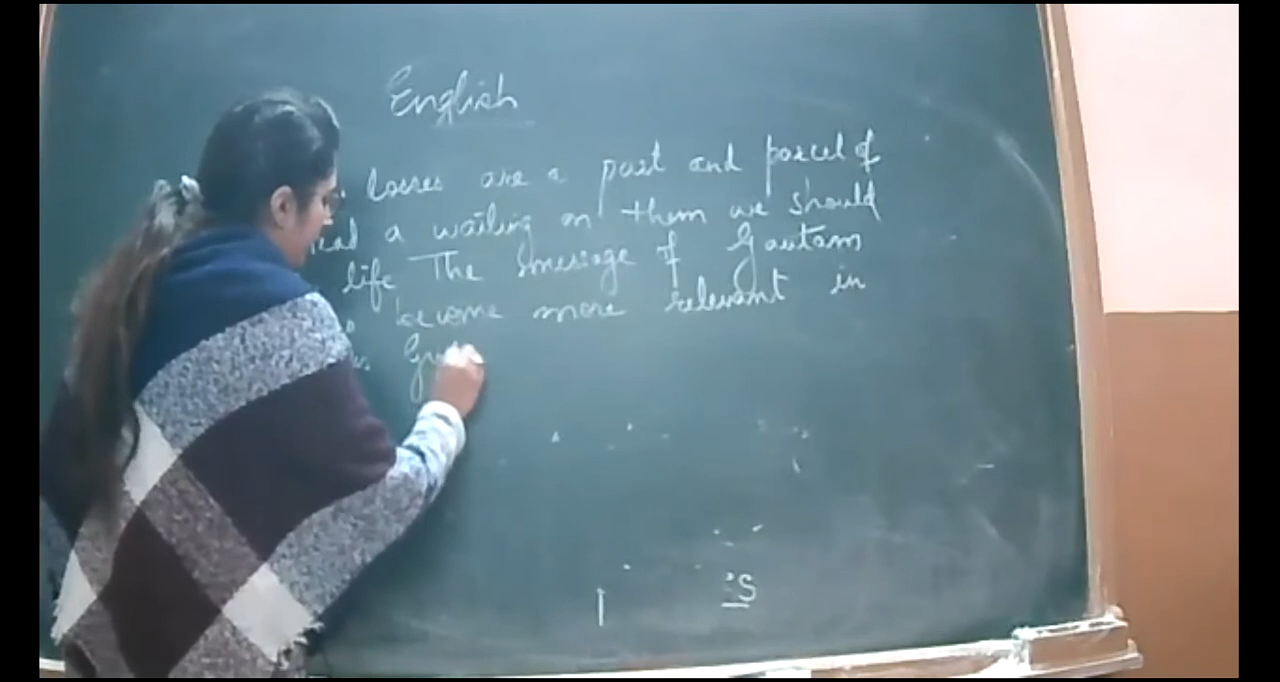 English
losses are a part and parcel of
a wailing on them we should
life The message of Gautam
become more relevant in
S